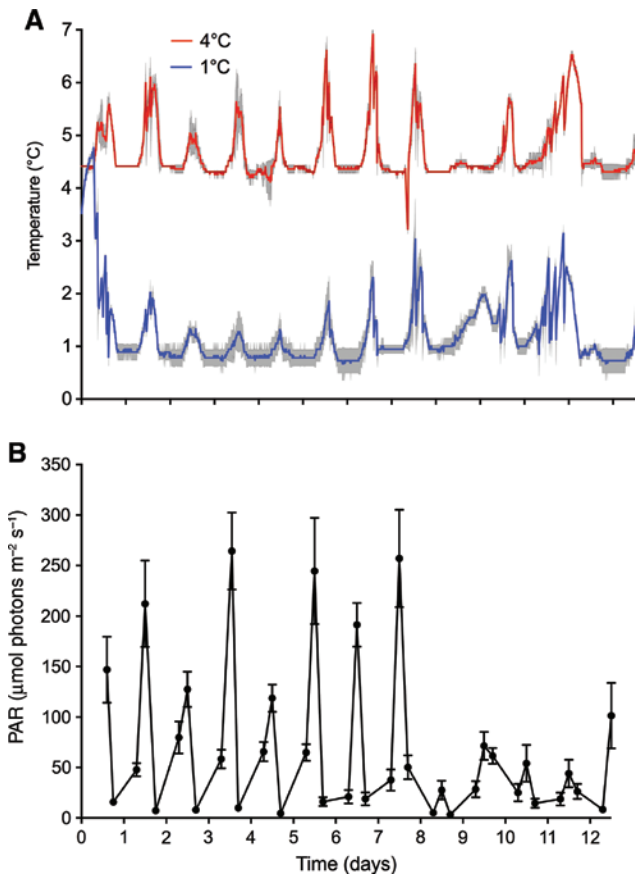 A
7
4°C
1°C
6
5
4
3
2
1
0
Temperature (°C)
B
350
300
250
200
150
100
50
0
PAR (μmol photons m⁻² s⁻¹)
0 1 2 3 4 5 6 7 8 9 10 11 12
Time (days)